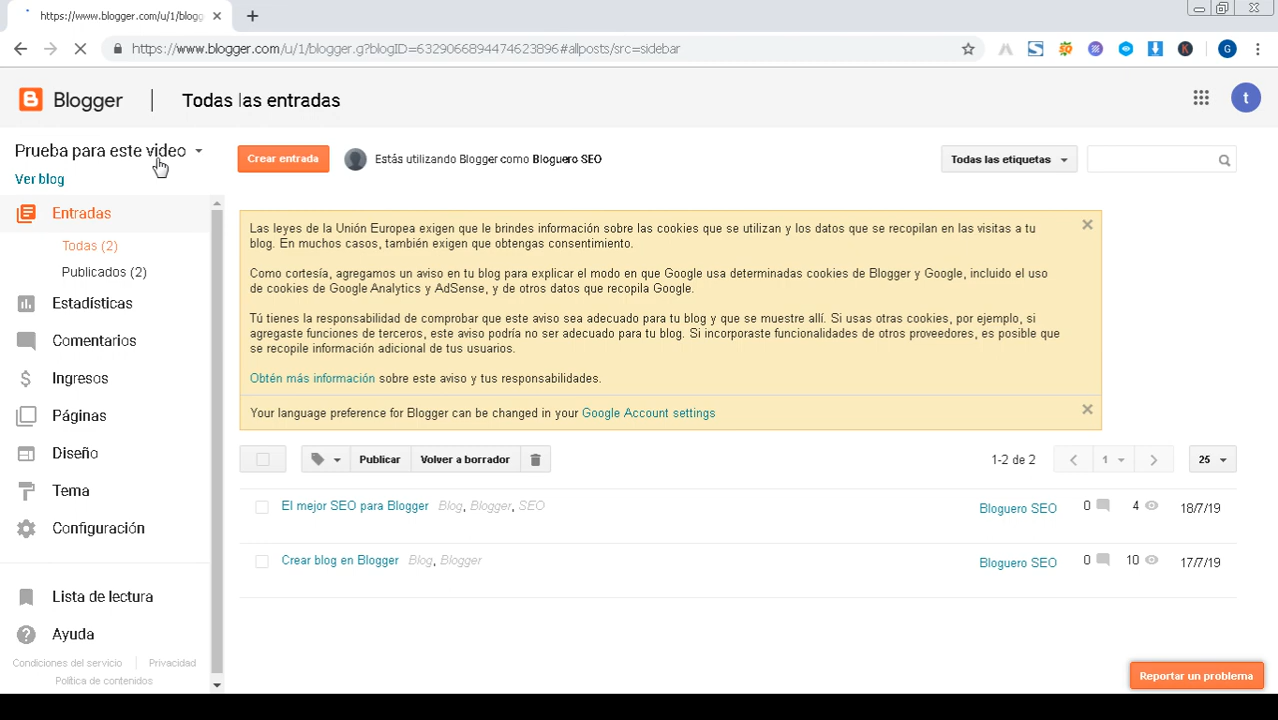 https://www.blogger.com/u/1/blogg
https://www.blogger.com/u/1/blogger.g?blogID=6329066894474623896#allposts/src=sidebar
G
Blogger
Todas las entradas
t
Prueba para este video
Ver blog
Crear entrada
Estás utilizando Blogger como Bloguero SEO
Todas las etiquetas
Entradas
Todas (2)
Publicados (2)
Estadísticas
Comentarios
Ingresos
Páginas
Diseño
Tema
Configuración
Lista de lectura
Ayuda
Condiciones del servicio
Privacidad
Política de contenidos
Las leyes de la Unión Europea exigen que le brindes información sobre las cookies que se utilizan y los datos que se recopilan en las visitas a tu
blog. En muchos casos, también exigen que obtengas consentimiento.
Como cortesía, agregamos un aviso en tu blog para explicar el modo en que Google usa determinadas cookies de Blogger y Google, incluido el uso
de cookies de Google Analytics y AdSense, y de otros datos que recopila Google.
Tú tienes la responsabilidad de comprobar que este aviso sea adecuado para tu blog y que se muestre allí. Si usas otras cookies, por ejemplo, si
agregaste funciones de terceros, este aviso podría no ser adecuado para tu blog. Si incorporaste funcionalidades de otros proveedores, es posible que
se recopile información adicional de tus usuarios.
Obtén más información sobre este aviso y tus responsabilidades.
Your language preference for Blogger can be changed in your Google Account settings
Publicar
Volver a borrador
1-2 de 2
1
25
El mejor SEO para Blogger Blog, Blogger, SEO
Bloguero SEO
0
4
18/7/19
Crear blog en Blogger Blog, Blogger
Bloguero SEO
0
10
17/7/19
Reportar un problema